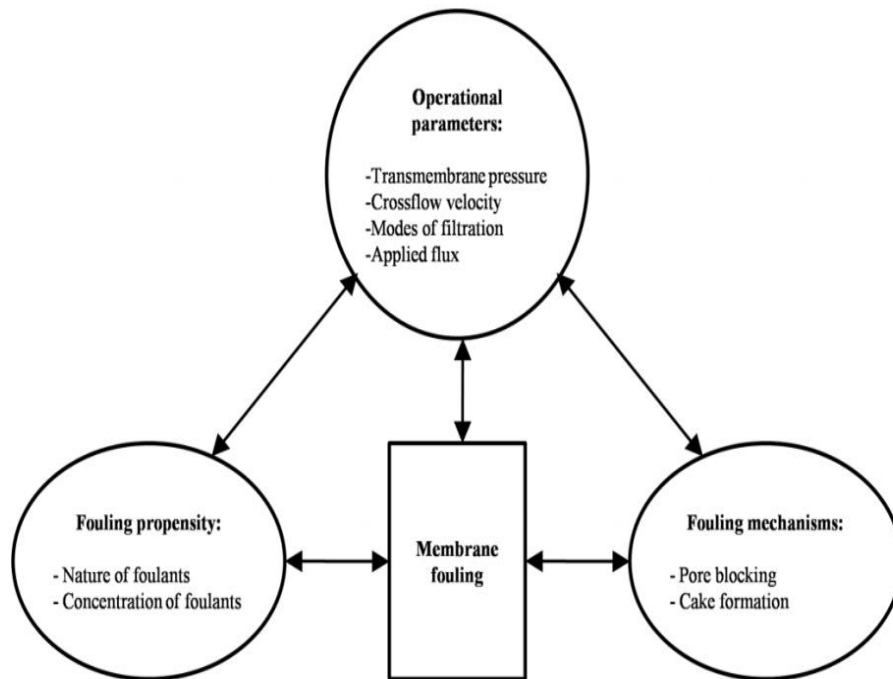 Operational
parameters:
-Transmembrane pressure
-Crossflow velocity
-Modes of filtration
-Applied flux
Fouling propensity:
- Nature of foulants
- Concentration of foulants
Membrane
fouling
Fouling mechanisms:
- Pore blocking
- Cake formation